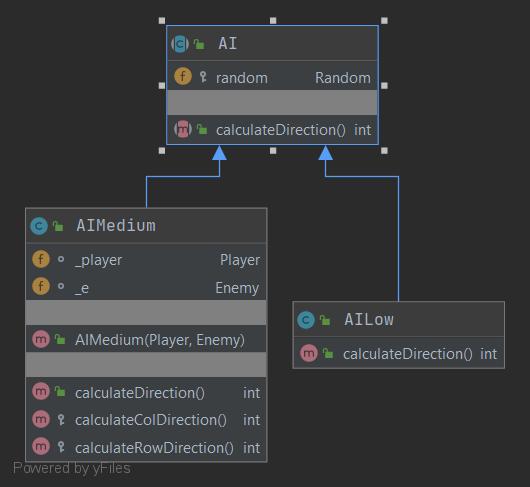 AI
random Random
calculateDirection() int
AIMedium
_player Player
_e Enemy
AIMedium(Player, Enemy)
calculateDirection() int
calculateColDirection() int
calculateRowDirection() int
AILow
calculateDirection() int
Powered by yFiles